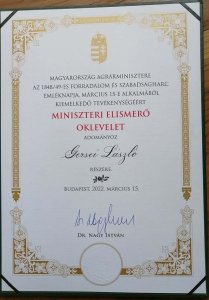 MAGYARORSZÁG AGRÁRMINISZTERE
AZ 1848/49-ES FORRADALOM ÉS SZABADSÁGHARC
EMLÉKNAPJA, MÁRCIUS 15-E ALKALMÁBÓL
KIEMELKEDŐ TEVÉKENYSÉGÉÉRT
MINISZTERI ELISMERŐ
OKLEVELET
ADOMÁNYOZ
Gersei László
RÉSZÉRE.
BUDAPEST, 2022. MÁRCIUS 15.
DR. NAGY ISTVÁN